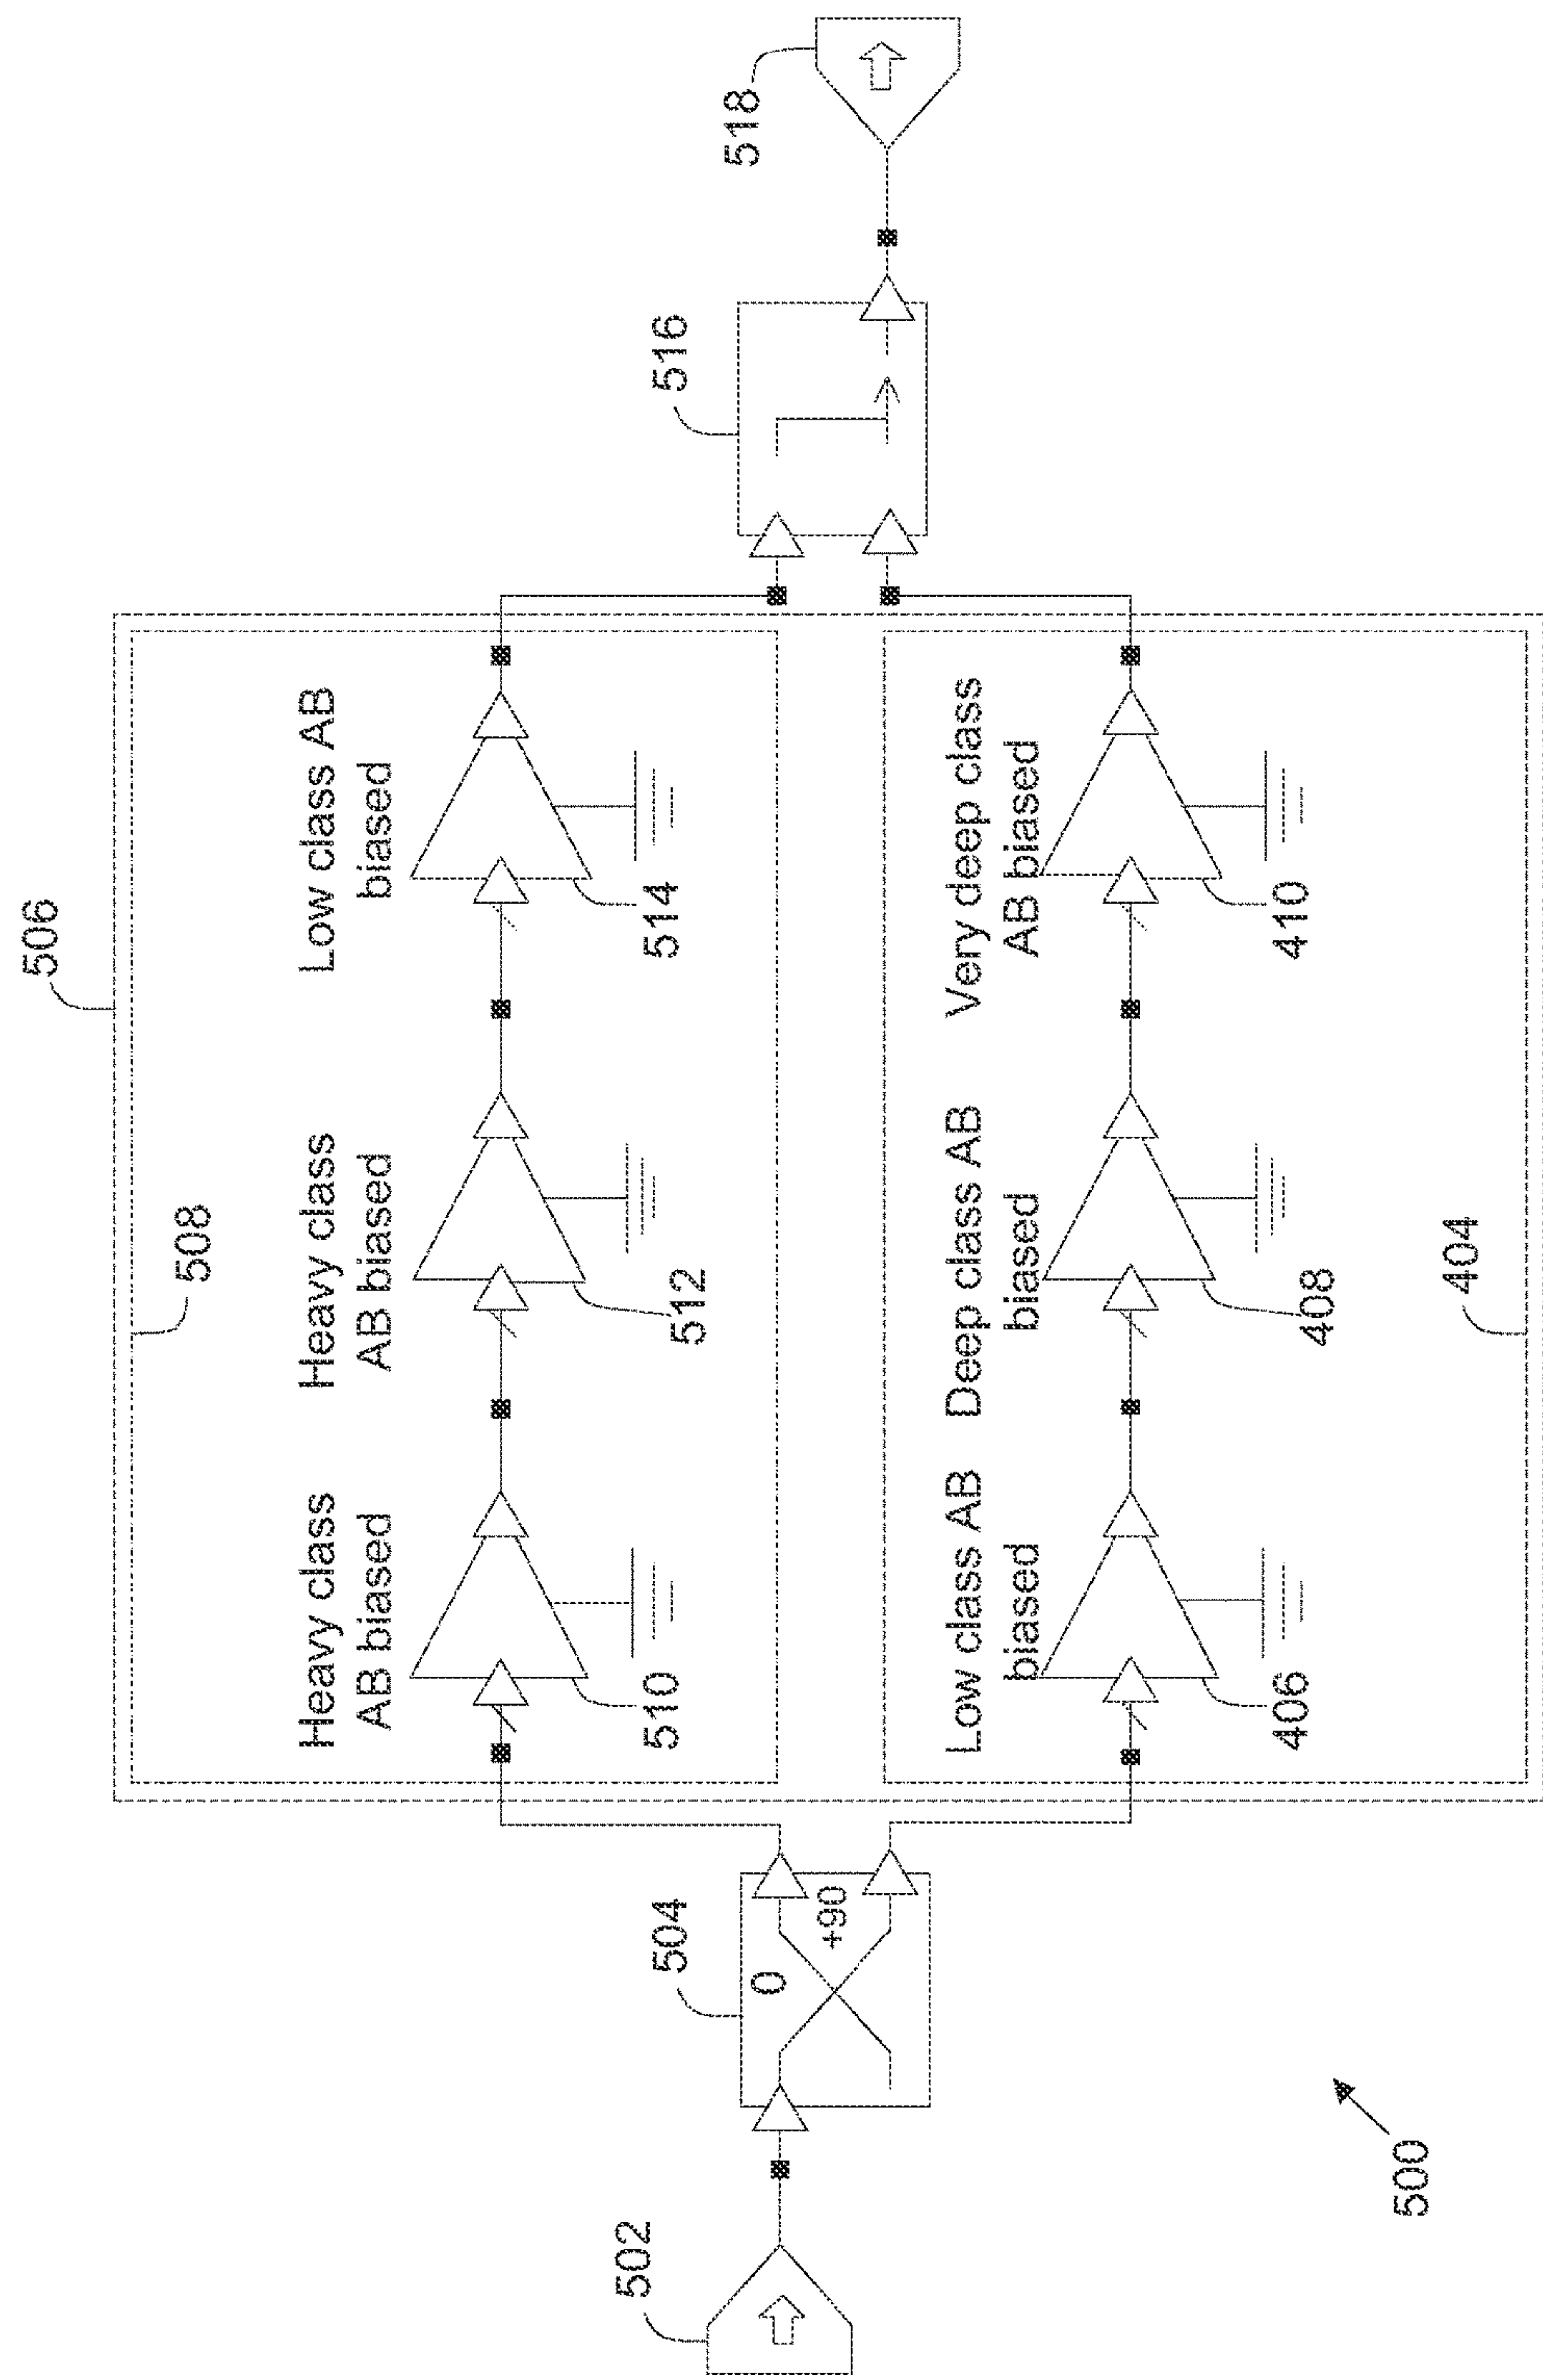 506
508
Heavy class
AB biased
510
Heavy class
AB biased
512
Low class AB
biased
514
502
504
0
+90
516
518
Low class AB
biased
406
Deep class AB
biased
408
Very deep class
AB biased
410
404
500